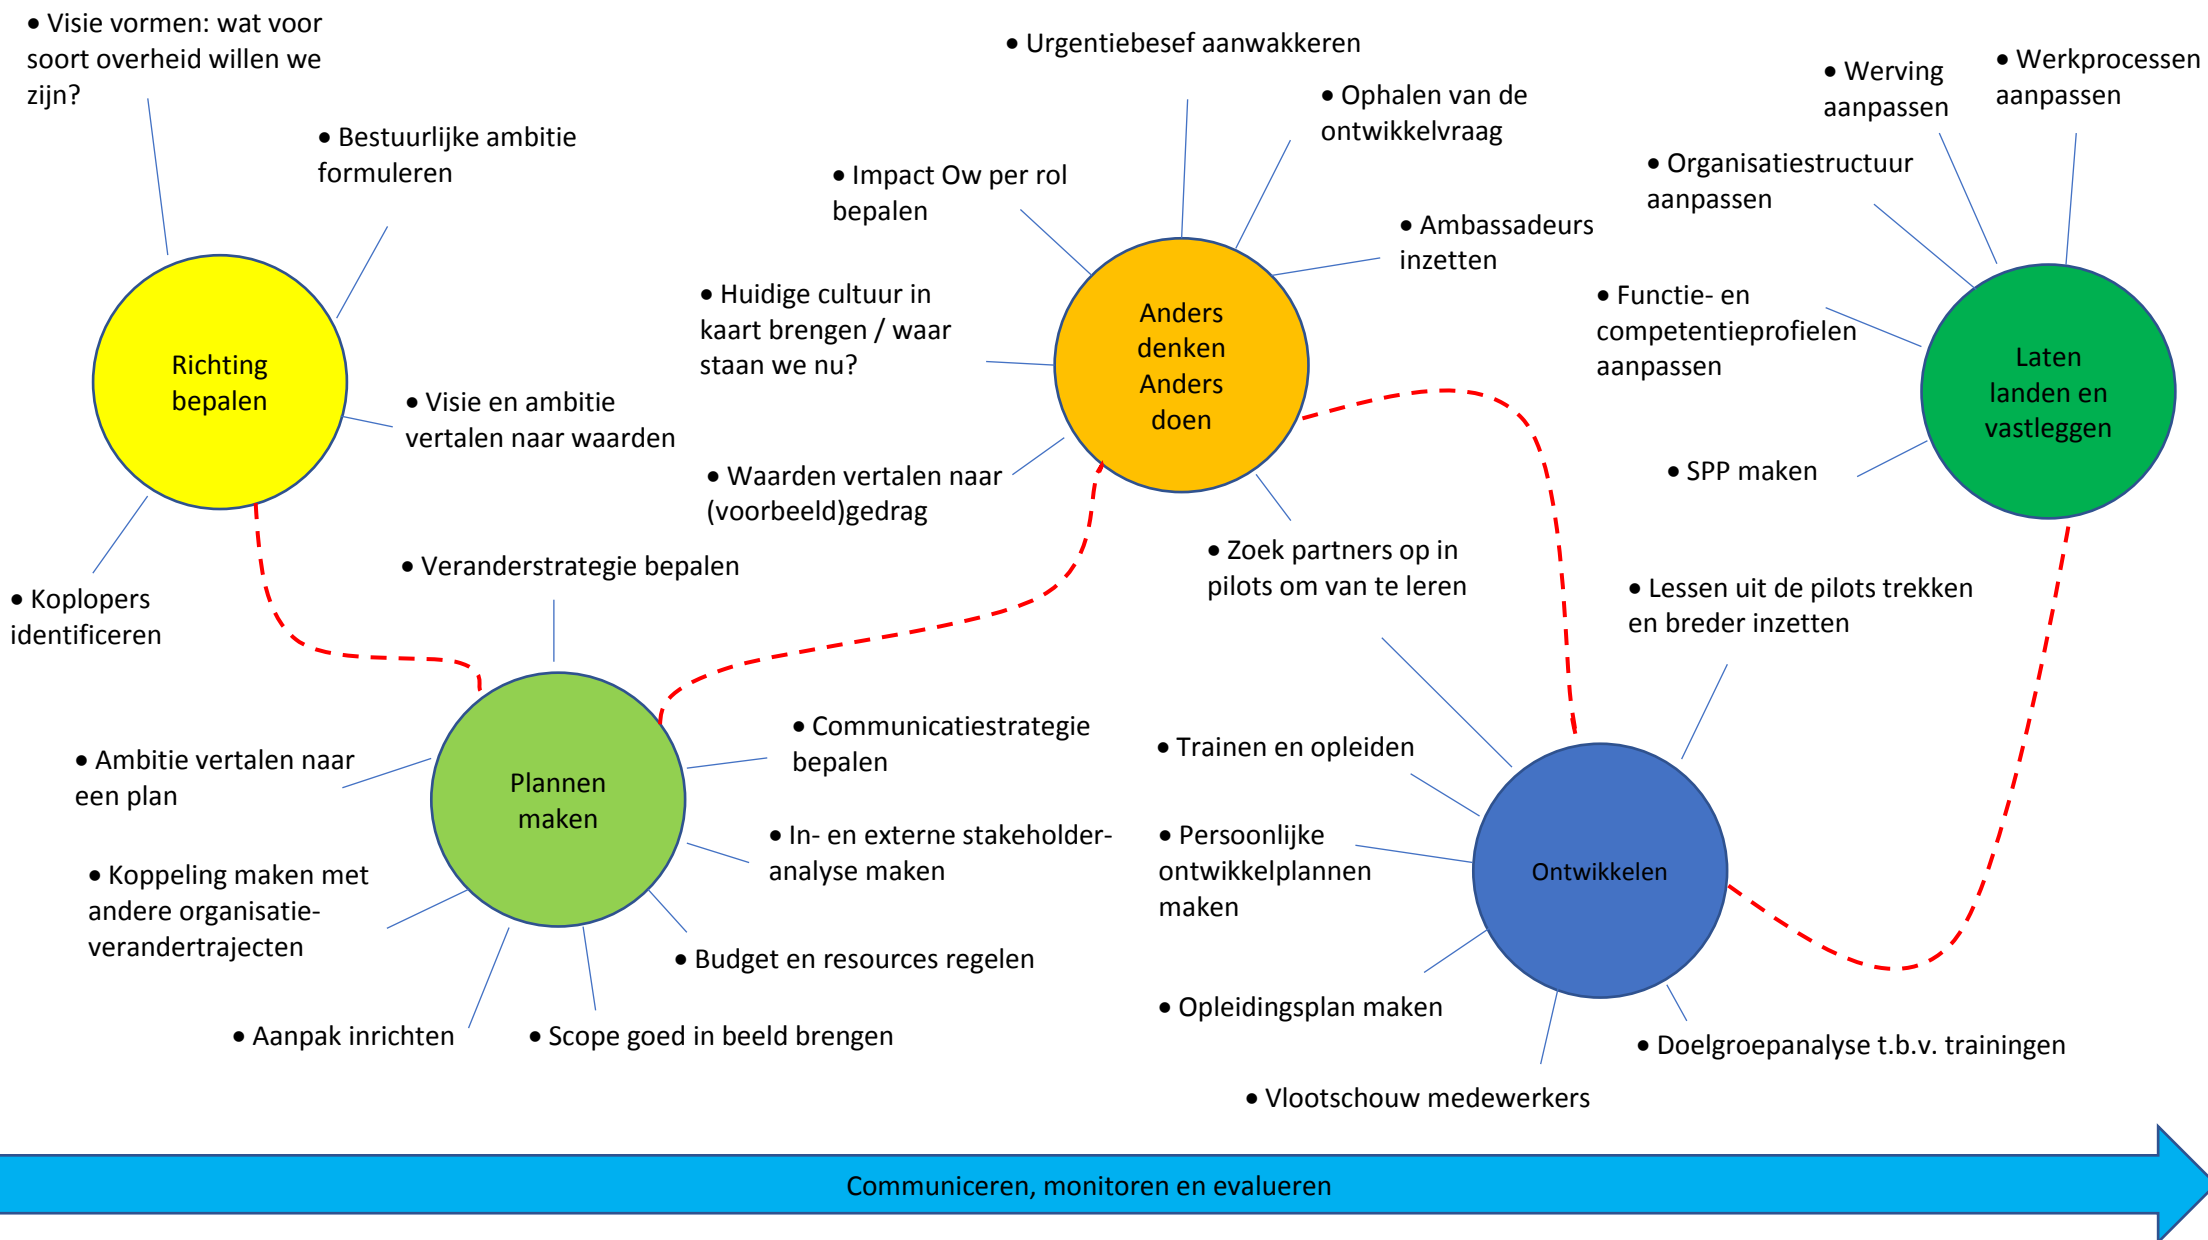 • Visie vormen: wat voor
soort overheid willen we
zijn?
• Bestuurlijke ambitie
formuleren
Richting
bepalen
• Visie en ambitie
vertalen naar waarden
• Koplopers
identificeren
• Veranderstrategie bepalen
• Ambitie vertalen naar
een plan
Plannen
maken
• Communicatiestrategie
bepalen
• In- en externe stakeholder-
analyse maken
• Koppeling maken met
andere organisatie-
verandertrajecten
• Budget en resources regelen
• Aanpak inrichten
• Scope goed in beeld brengen
• Urgentiebesef aanwakkeren
• Ophalen van de
ontwikkelvraag
• Impact Ow per rol
bepalen
• Ambassadeurs
inzetten
• Huidige cultuur in
kaart brengen / waar
staan we nu?
Anders
denken
Anders
doen
• Waarden vertalen naar
(voorbeeld)gedrag
• Zoek partners op in
pilots om van te leren
• Lessen uit de pilots trekken
en breder inzetten
• Trainen en opleiden
• Persoonlijke
ontwikkelplannen
maken
Ontwikkelen
• Opleidingsplan maken
• Doelgroepanalyse t.b.v. trainingen
• Vlootschouw medewerkers
• Werving
aanpassen
• Werkprocessen
aanpassen
• Organisatiestructuur
aanpassen
• Functie- en
competentieprofielen
aanpassen
Laten
landen en
vastleggen
• SPP maken
Communiceren, monitoren en evalueren